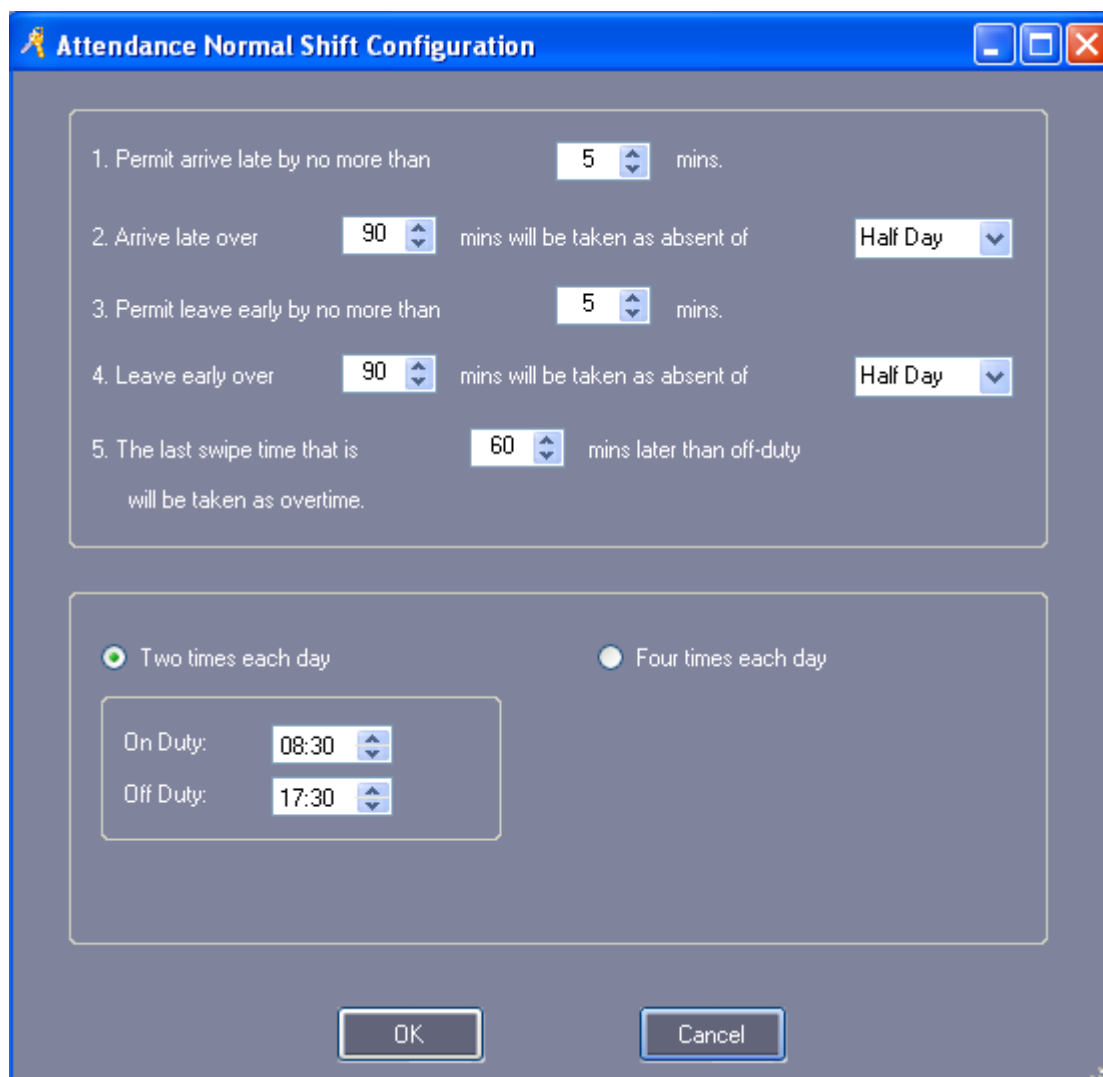 Attendance Normal Shift Configuration
1. Permit arrive late by no more than 5 mins.
2. Arrive late over 90 mins will be taken as absent of Half Day
3. Permit leave early by no more than 5 mins.
4. Leave early over 90 mins will be taken as absent of Half Day
5. The last swipe time that is 60 mins later than off-duty
will be taken as overtime.
Two times each day Four times each day
On Duty: 08:30
Off Duty: 17:30
OK Cancel